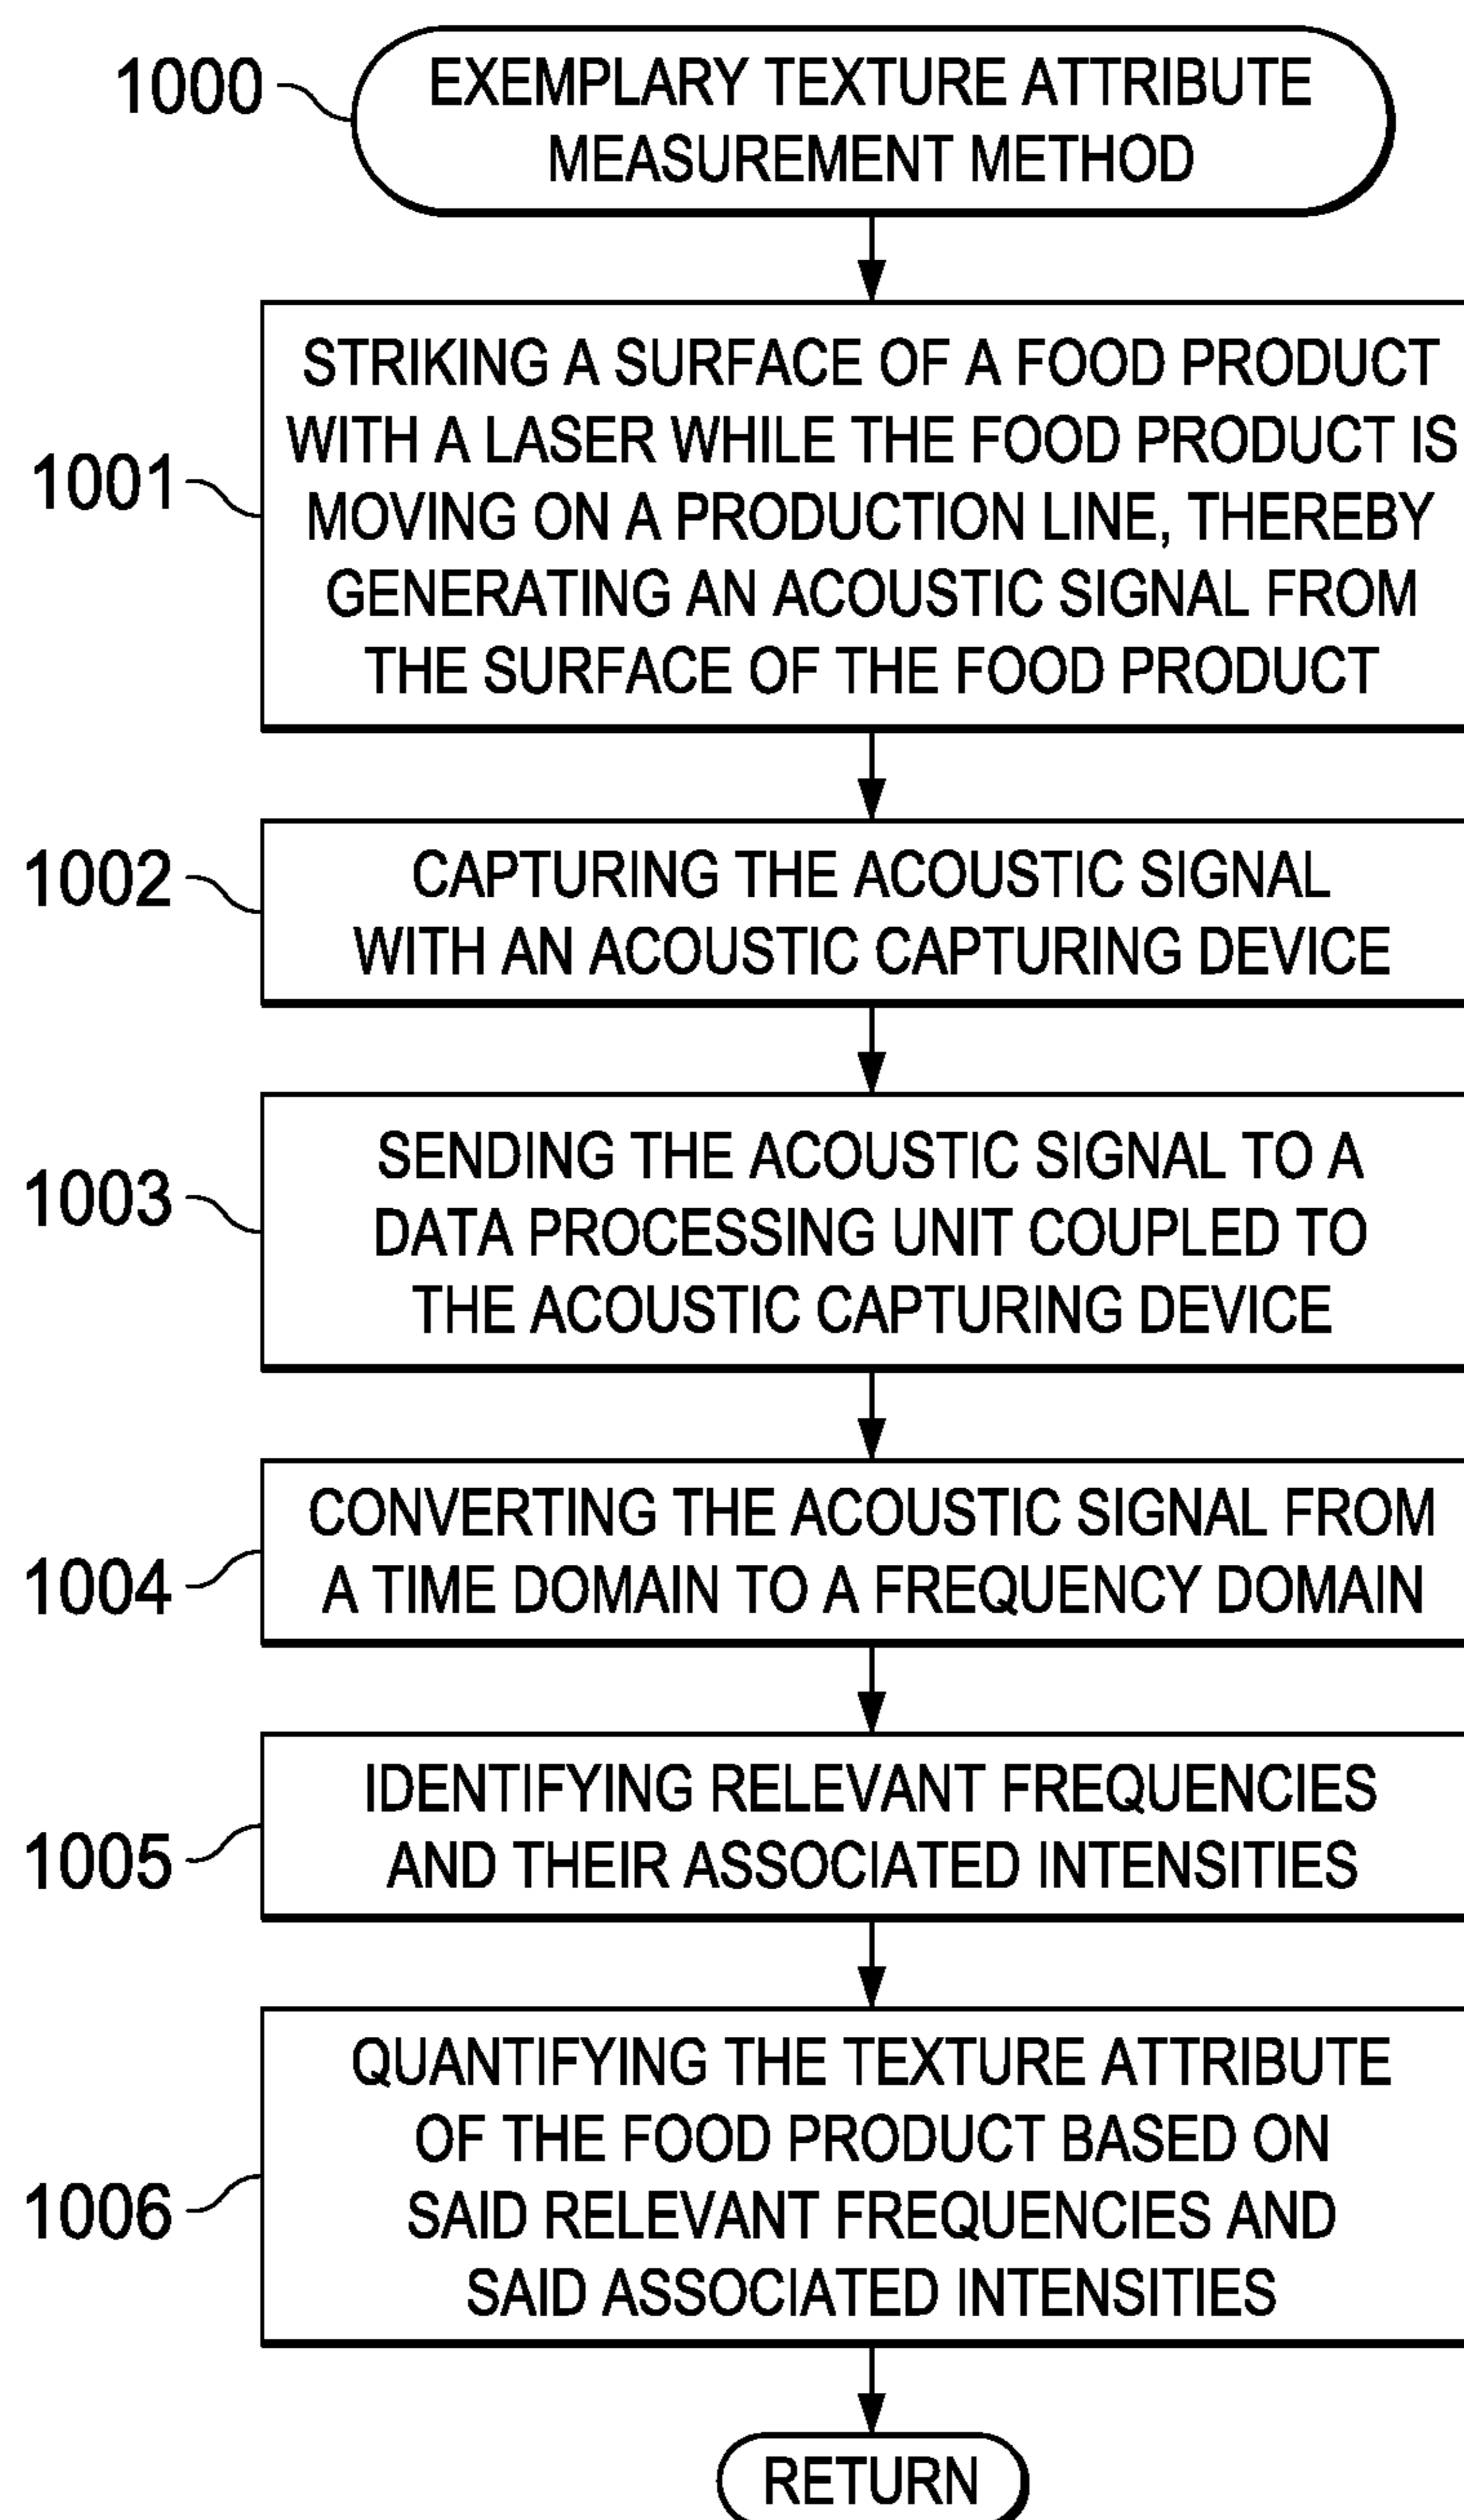 1000
EXEMPLARY TEXTURE ATTRIBUTE
MEASUREMENT METHOD
1001
STRIKING A SURFACE OF A FOOD PRODUCT
WITH A LASER WHILE THE FOOD PRODUCT IS
MOVING ON A PRODUCTION LINE, THEREBY
GENERATING AN ACOUSTIC SIGNAL FROM
THE SURFACE OF THE FOOD PRODUCT
1002
CAPTURING THE ACOUSTIC SIGNAL
WITH AN ACOUSTIC CAPTURING DEVICE
1003
SENDING THE ACOUSTIC SIGNAL TO A
DATA PROCESSING UNIT COUPLED TO
THE ACOUSTIC CAPTURING DEVICE
1004
CONVERTING THE ACOUSTIC SIGNAL FROM
A TIME DOMAIN TO A FREQUENCY DOMAIN
1005
IDENTIFYING RELEVANT FREQUENCIES
AND THEIR ASSOCIATED INTENSITIES
1006
QUANTIFYING THE TEXTURE ATTRIBUTE
OF THE FOOD PRODUCT BASED ON
SAID RELEVANT FREQUENCIES AND
SAID ASSOCIATED INTENSITIES
RETURN